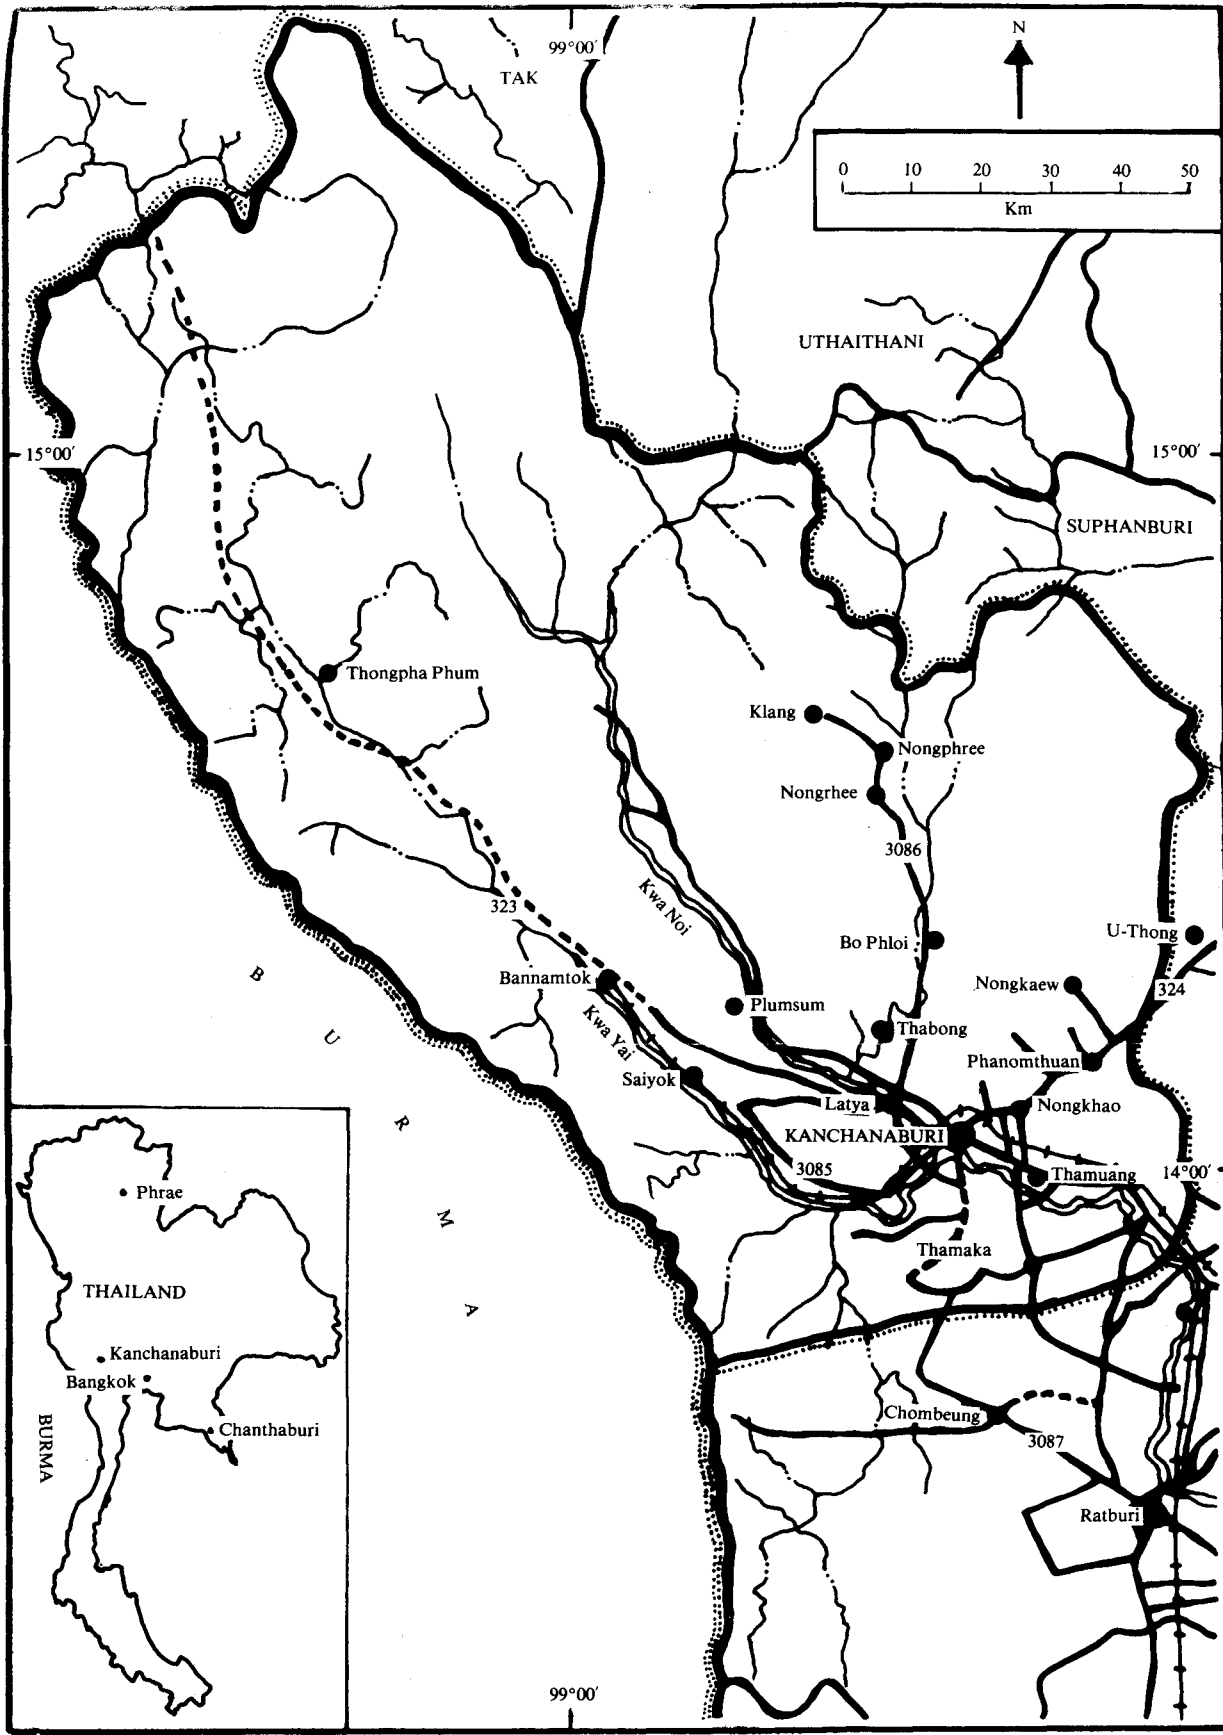 99°00′
N
TAK
0 10 20 30 40 50
Km
UTHAITHANI
15°00′
15°00′
SUPHANBURI
Thongpha Phum
Klang
Nongphree
Nongrhee
3086
Kwa Noi
323
Bo Phloi
U-Thong
Bannamtok
Nongkaew
324
Plumsum
Kwa Yai
Thabong
Phanomthuan
Saiyok
Latya
Nongkhao
KANCHANABURI
3085
Thamuang
14°00′
BURMA
Thamaka
Phrae
THAILAND
Kanchanaburi
Bangkok
Chanthaburi
BURMA
Chombeung
3087
Ratburi
99°00′